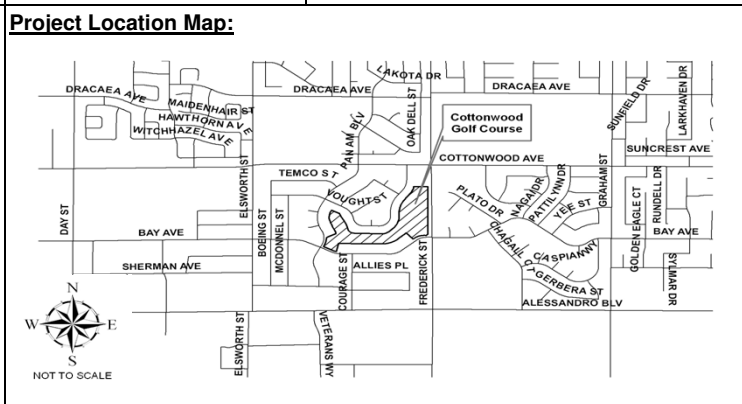 Project Location Map:
LAKOTA DR
DRACAEA AVE
DRACAEA AVE
DRACAEA AVE
MAIDENHAIR ST
HAWTHORN AVE
WITCHHAZEL AVE
PAN AM BLV
OAK DELL ST
Cottonwood
Golf Course
SUNFIELD DR
LARKHAVEN DR
SUNCREST AVE
COTTONWOOD AVE
TEMCO ST
VOUGHT ST
ELSWORTH ST
DAY ST
BOEING ST
MCDONNEL ST
PLATO DR
NAGAI DR
PATTILYNN DR
YEE ST
GRAHAM ST
GOLDEN EAGLE CT
RUNDELL DR
BAY AVE
BAY AVE
SHERMAN AVE
COURAGE ST
ALLIES PL
FREDERICK ST
CHAGALL CT
CASPIAN WY
GERBERA ST
ALESSANDRO BLV
SYLMAR DR
ELSWORTH ST
VETERANS WY
N
W
E
S
NOT TO SCALE